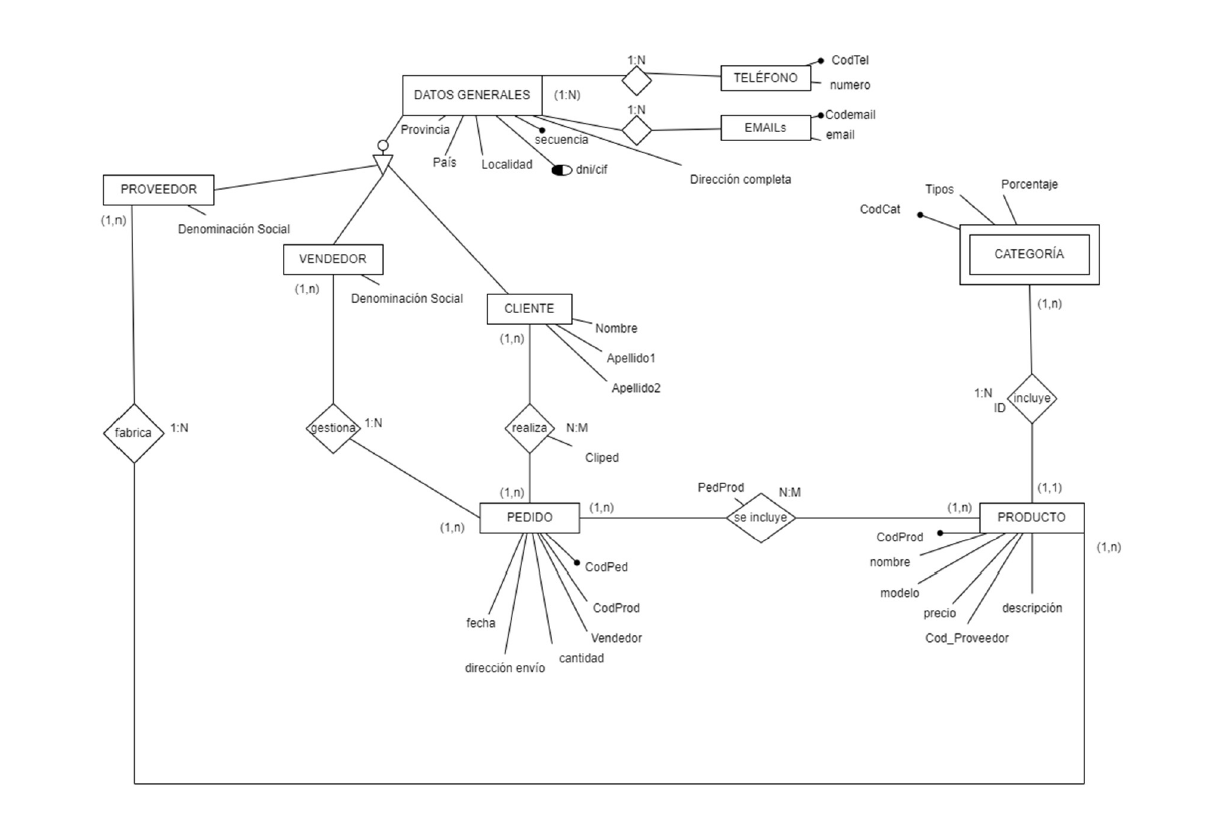 1:N
CodTel
DATOS GENERALES
(1:N)
TELÉFONO
numero
1:N
Codemail
EMAILs
email
Provincia
secuencia
País
Localidad
dni/cif
Dirección completa
PROVEEDOR
(1,n)
Denominación Social
VENDEDOR
(1,n)
Denominación Social
CLIENTE
(1,n)
Nombre
Apellido1
Apellido2
CodCat
Tipos
Porcentaje
CATEGORÍA
(1,n)
fabrica
1:N
gestiona
1:N
realiza
N:M
Cliped
1:N
ID
incluye
(1,1)
(1,n)
(1,n)
PEDIDO
(1,n)
PedProd
N:M
se incluye
(1,n)
PRODUCTO
(1,n)
CodPed
CodProd
Vendedor
cantidad
dirección envío
fecha
CodProd
nombre
modelo
precio
Cod_Proveedor
descripción